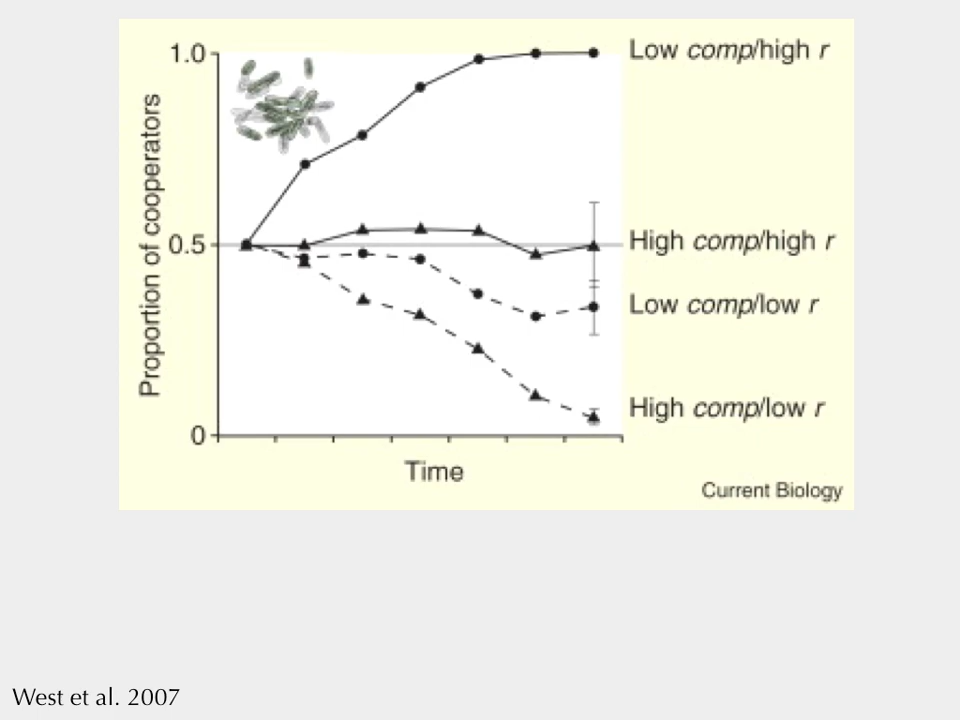 1.0
0.5
0
Proportion of cooperators
Time
Low comp/high r
High comp/high r
Low comp/low r
High comp/low r
Current Biology
West et al. 2007